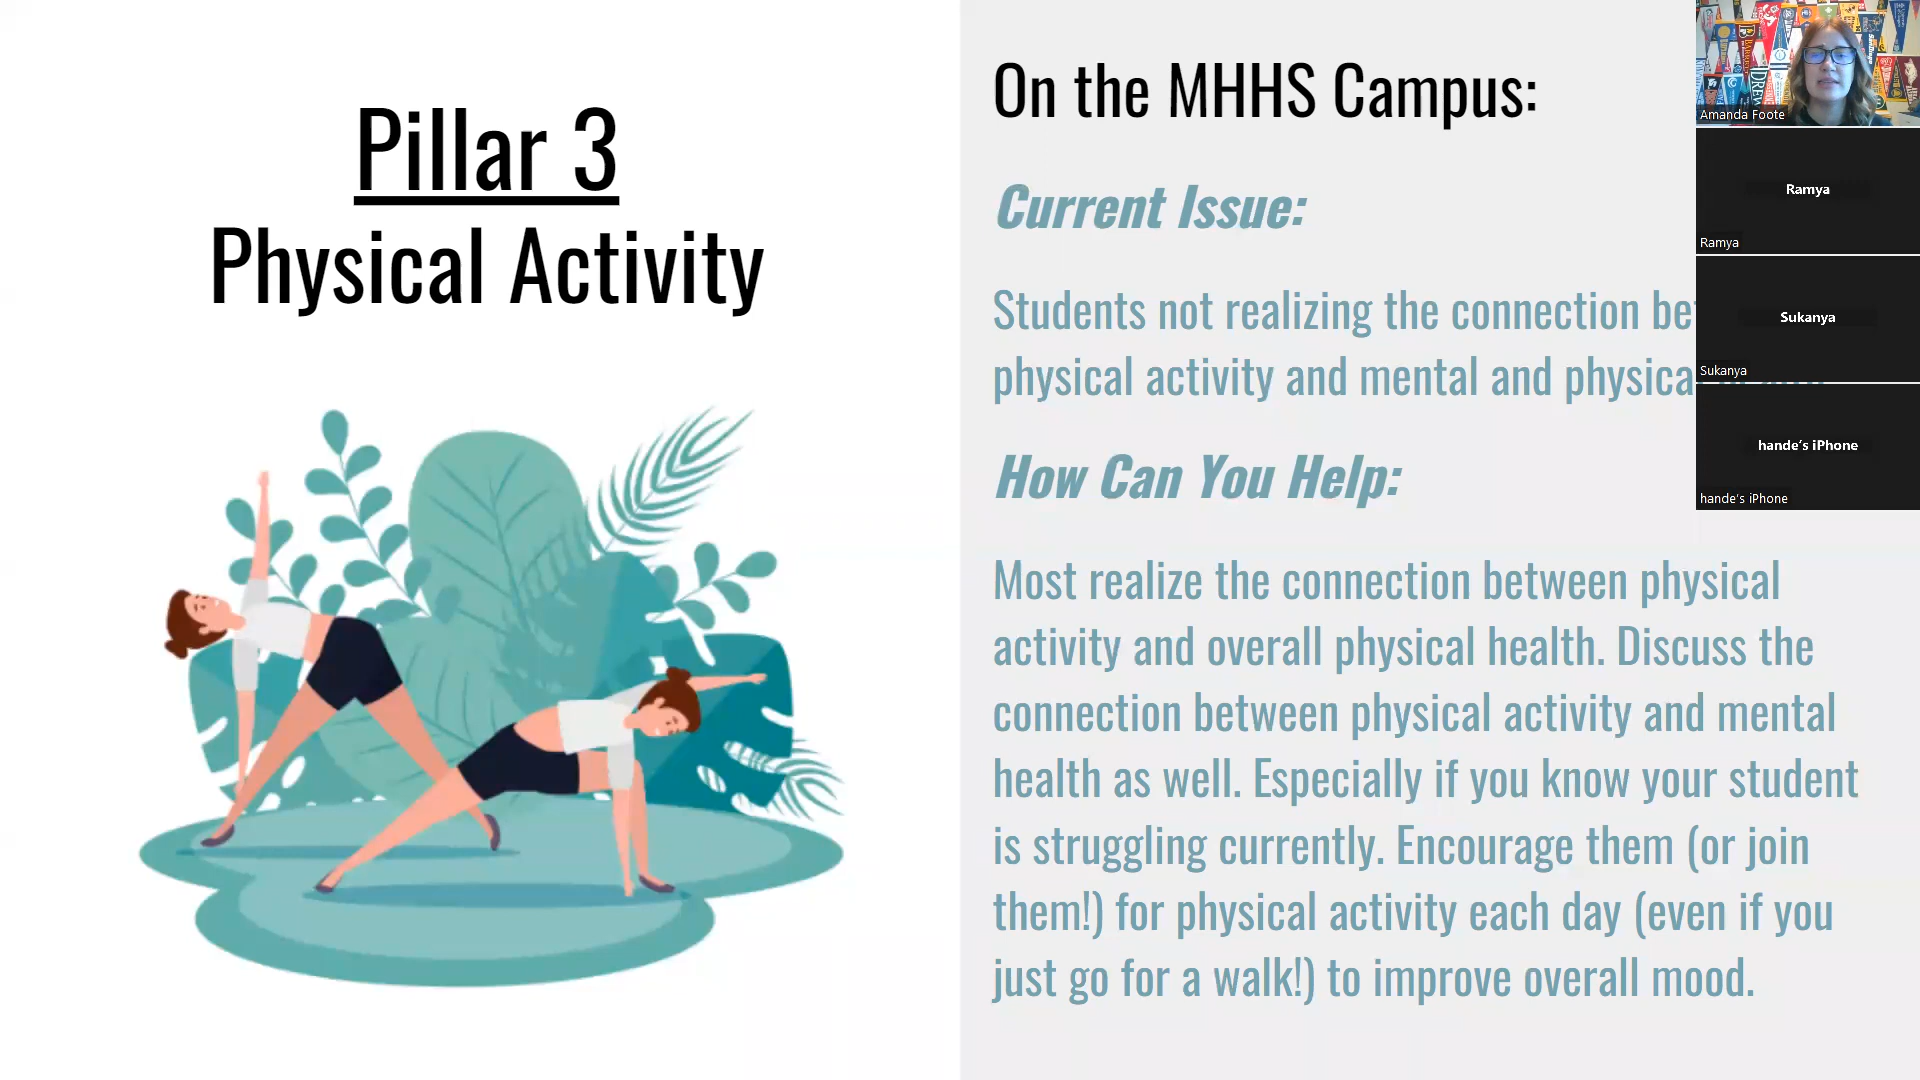 Pillar 3
Physical Activity
On the MHHS Campus:
Current Issue:
Students not realizing the connection
physical activity and mental and
How Can You Help:
Most realize the connection between physical
activity and overall physical health. Discuss the
connection between physical activity and mental
health as well. Especially if you know your student
is struggling currently. Encourage them (or join
them!) for physical activity each day (even if you
just go for a walk!) to improve overall mood.
Amanda Foote
Ramya
Ramya
Sukanya
Sukanya
hande's iPhone
hande's iPhone